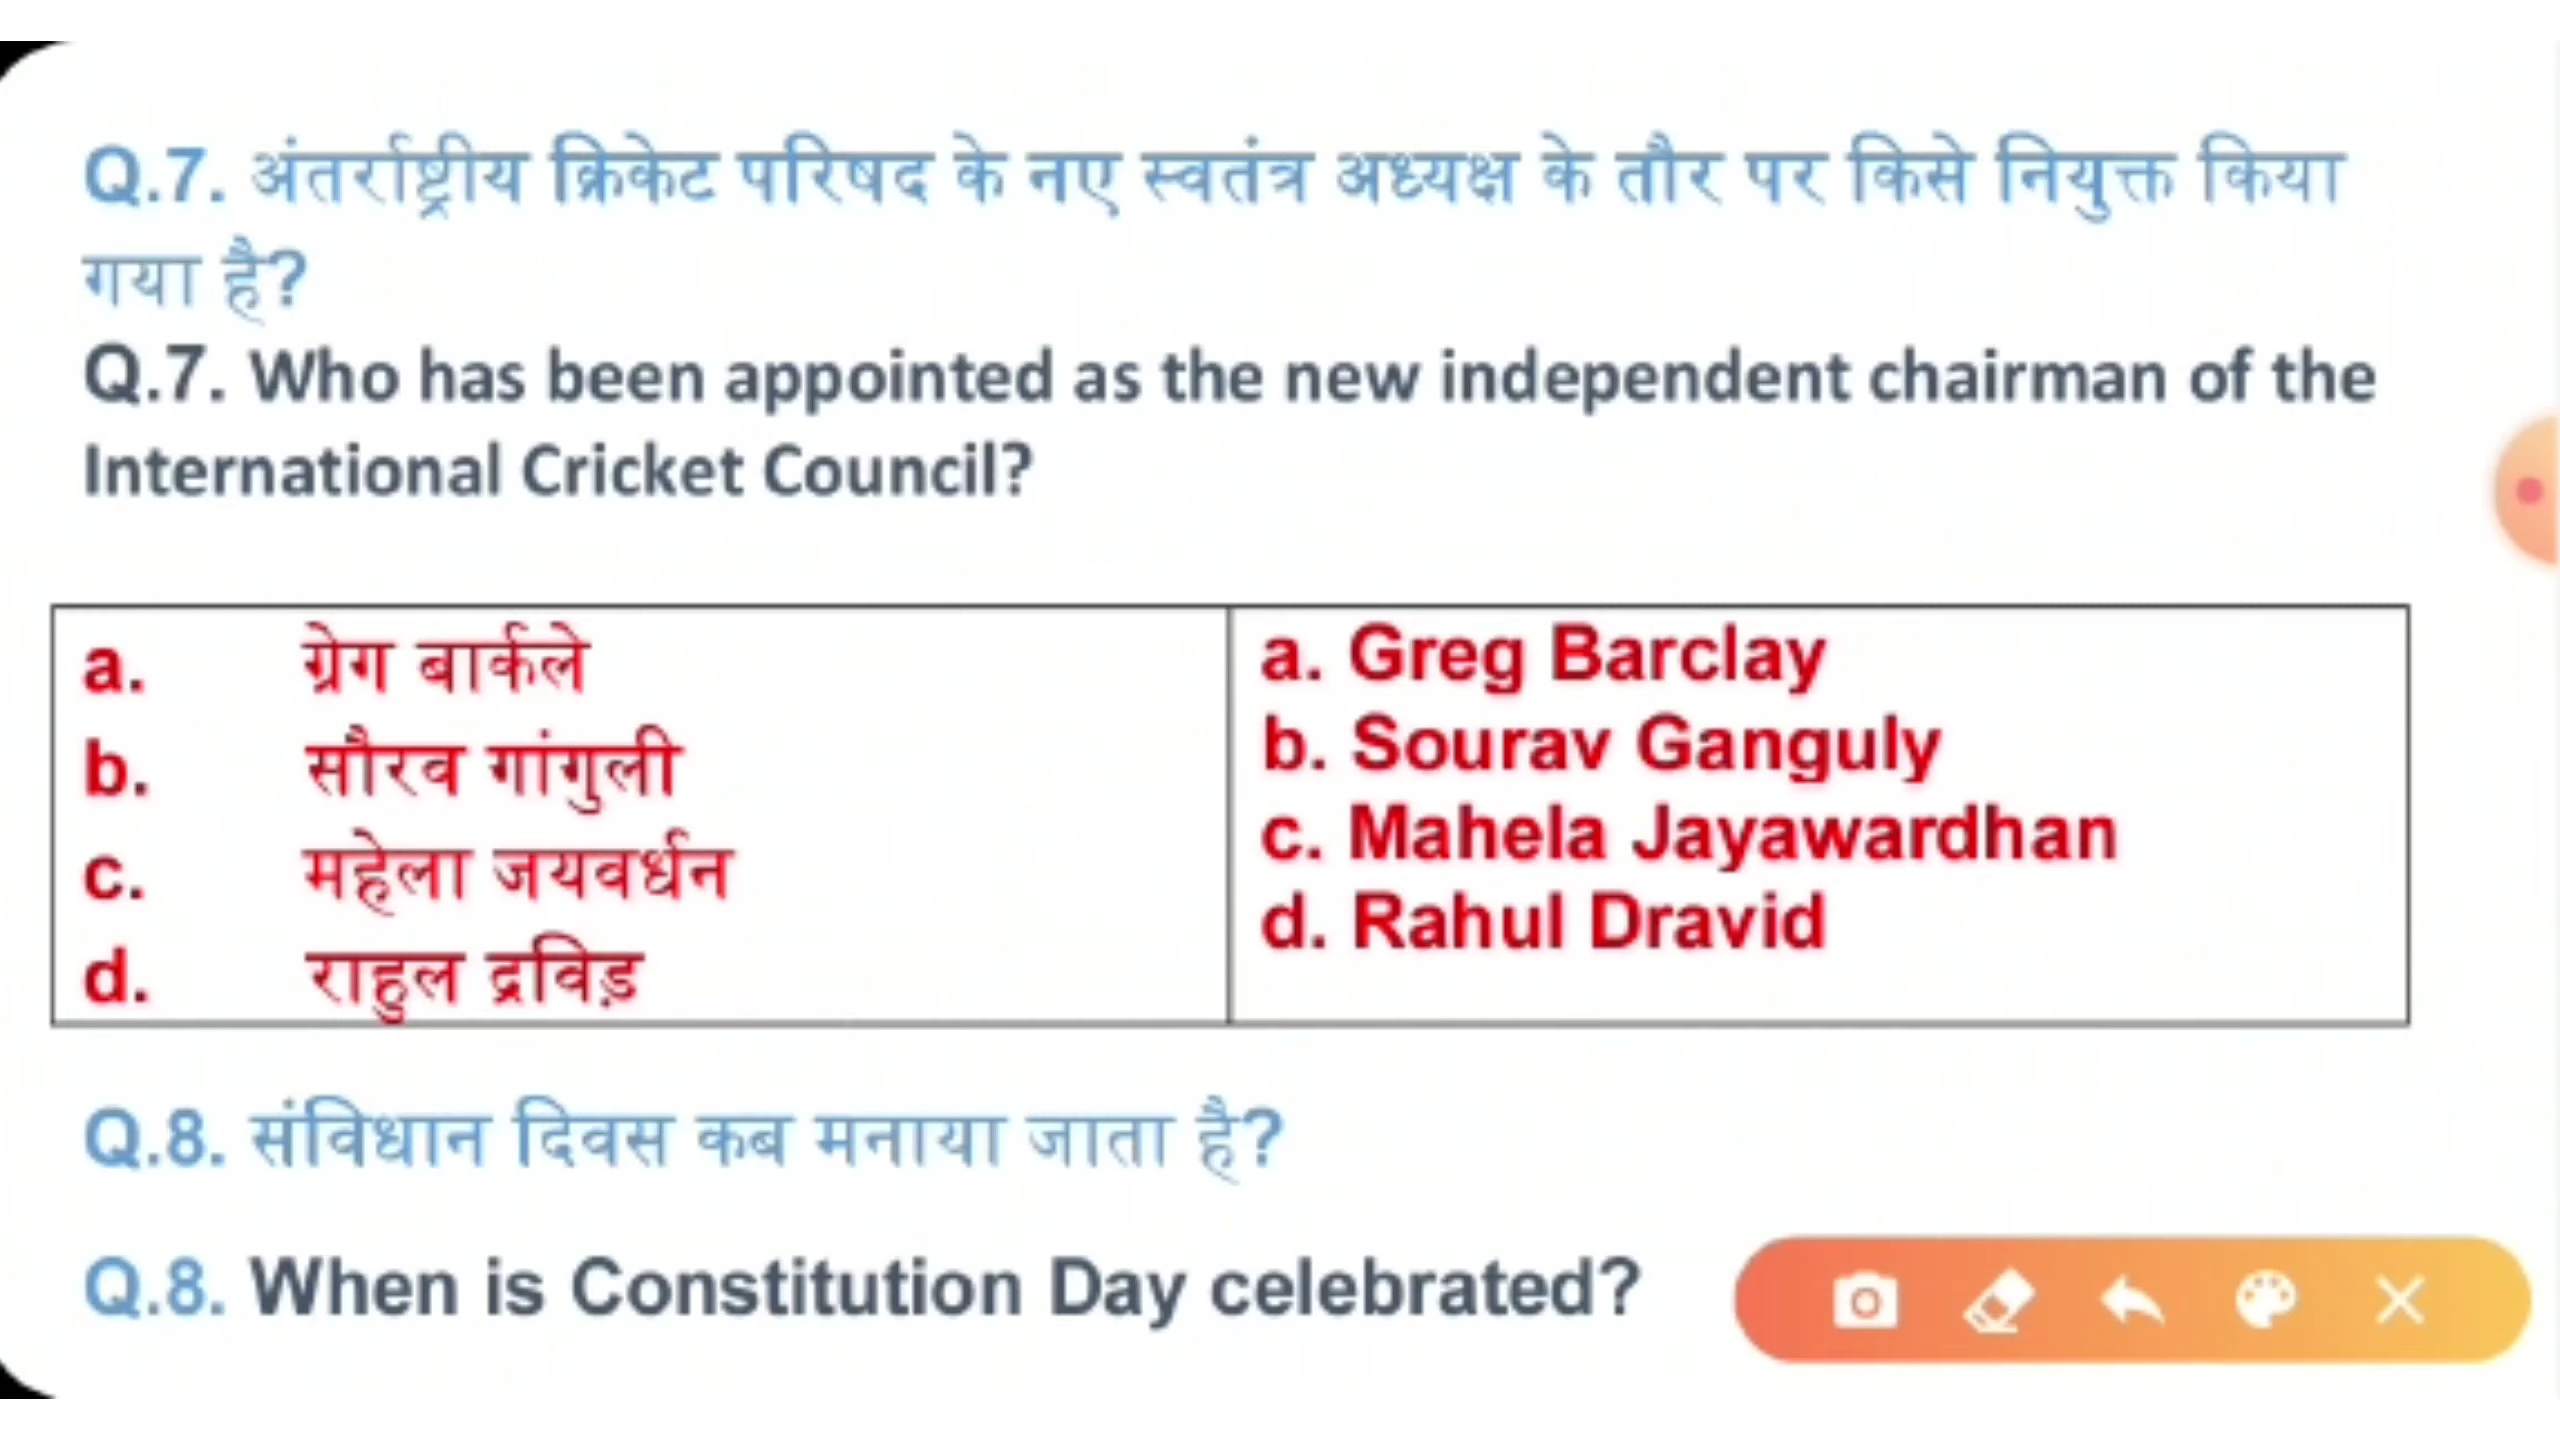 Q.7. अंतर्राष्ट्रीय क्रिकेट परिषद के नए स्वतंत्र अध्यक्ष के तौर पर किसे नियुक्त किया
गया है?
Q.7. Who has been appointed as the new independent chairman of the
International Cricket Council?
a. ग्रेग बार्कले
b. सौरव गांगुली
c. महेला जयवर्धन
d. राहुल द्रविड़
a. Greg Barclay
b. Sourav Ganguly
c. Mahela Jayawardhan
d. Rahul Dravid
Q.8. संविधान दिवस कब मनाया जाता है?
Q.8. When is Constitution Day celebrated?